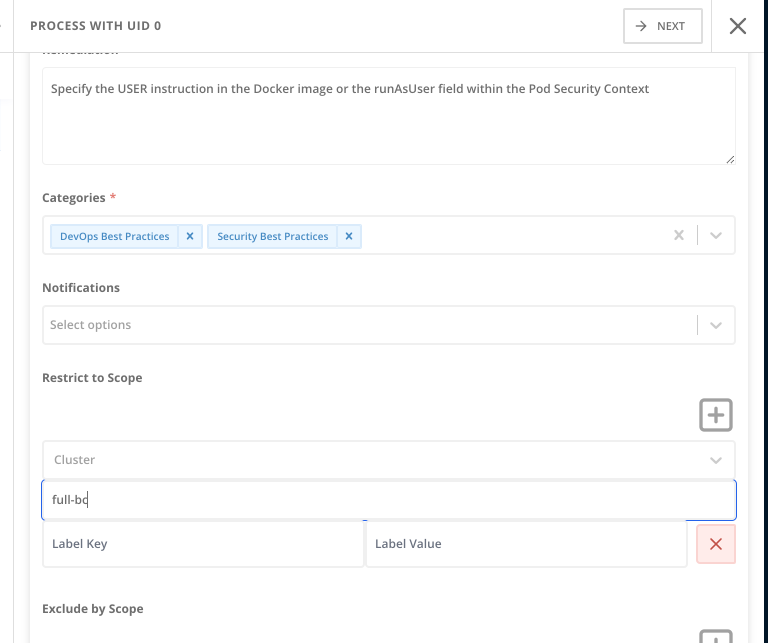 PROCESS WITH UID 0
NEXT
Remediation
Specify the USER instruction in the Docker image or the runAsUser field within the Pod Security Context
Categories *
DevOps Best Practices
Security Best Practices
Notifications
Select options
Restrict to Scope
Cluster
full-bc
Label Key
Label Value
Exclude by Scope